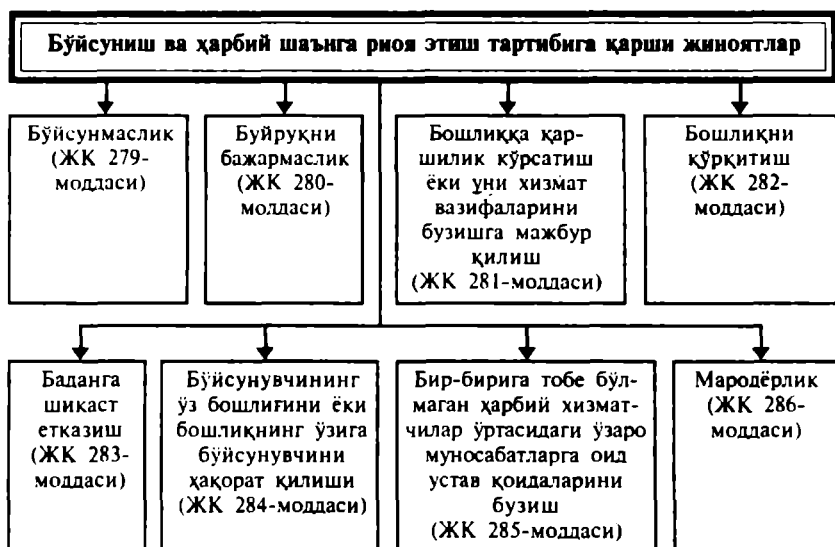 Бўйсуниш ва ҳарбий шаънга риоя этиш тартибига қарши жиноятлар
Бўйсунмаслик
(ЖК 279-
моддаси)
Буйруқни
бажармаслик
(ЖК 280-
моддаси)
Бошлиққа қар-
шилик кўрсатиш
ёки уни хизмат
вазифаларини
бузишга мажбур
қилиш
(ЖК 281-моддаси)
Бошлиқни
қўрқитиш
(ЖК 282-
моддаси)
Баданга
шикаст
етказиш
(ЖК 283-
моддаси)
Бўйсунувчининг
ўз бошлиғини ёки
бошлиқнинг ўзига
бўйсунувчини
ҳақорат қилиши
(ЖК 284-моддаси)
Бир-бирига тобе бўл-
маган ҳарбий хизмат-
чилар ўртасидаги ўзаро
муносабатларга оид
устав қоидаларини
бузиш
(ЖК 285-моддаси)
Мародёрлик
(ЖК 286-
моддаси)